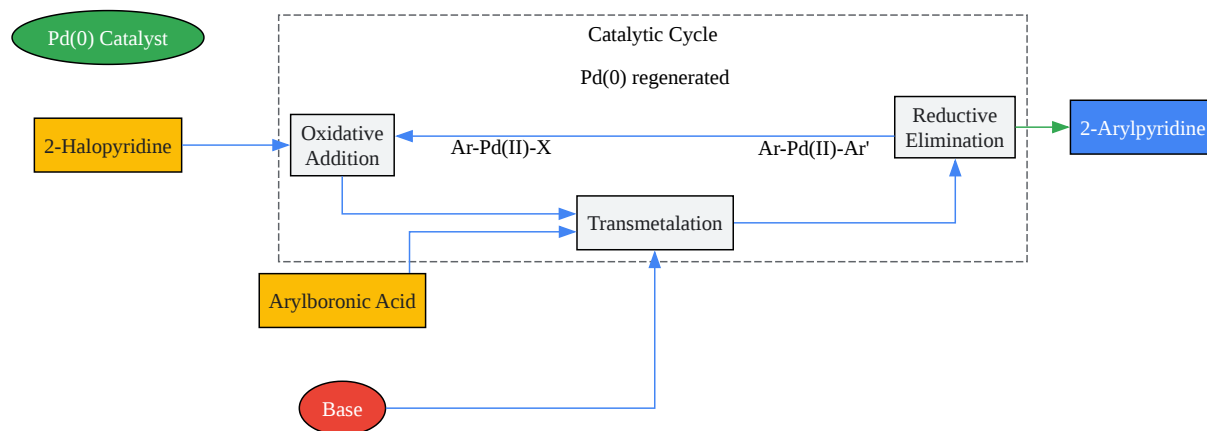 Catalytic Cycle
Pd(0) Catalyst
Pd(0) regenerated
2-Halopyridine
Oxidative
Addition
Ar-Pd(II)-X
Ar-Pd(II)-Ar'
Reductive
Elimination
2-Arylpyridine
Transmetalation
Arylboronic Acid
Base